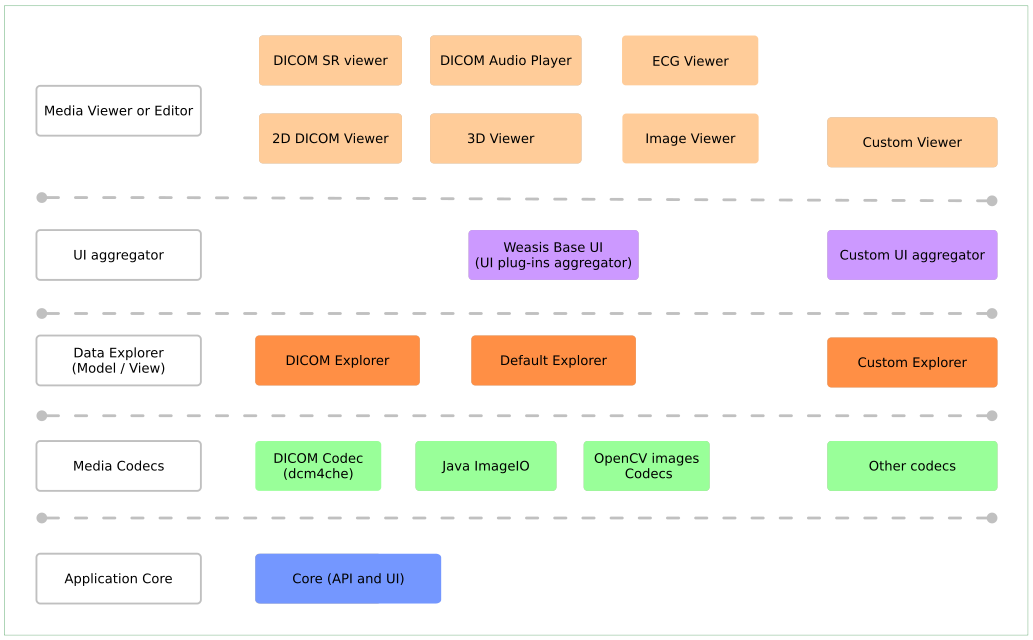 DICOM SR viewer
DICOM Audio Player
ECG Viewer
Media Viewer or Editor
2D DICOM Viewer
3D Viewer
Image Viewer
Custom Viewer
UI aggregator
Weasis Base UI
(UI plug-ins aggregator)
Custom UI aggregator
Data Explorer
(Model / View)
DICOM Explorer
Default Explorer
Custom Explorer
Media Codecs
DICOM Codec
(dcm4che)
Java ImageIO
OpenCV images
Codecs
Other codecs
Application Core
Core (API and UI)